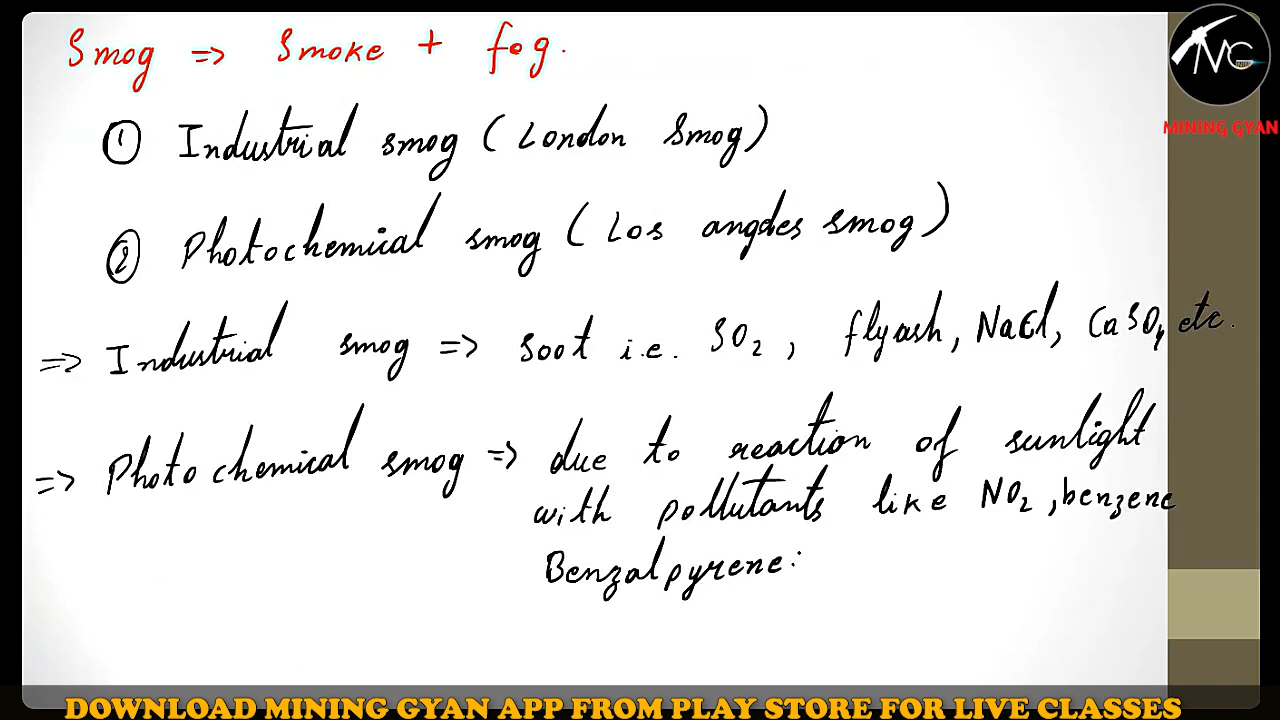 Smog => Smoke + fog.
MG
MINING GYAN
① Industrial smog (London Smog)
② Photochemical smog (Los angles smog)
=> Industrial smog => Soot i.e. SO2, flyash, NaCl, CaSO4 etc.
=> Photochemical smog => due to reaction of sunlight
with pollutants like NO2, benzene
Benzalpyrene:
DOWNLOAD MINING GYAN APP FROM PLAY STORE FOR LIVE CLASSES